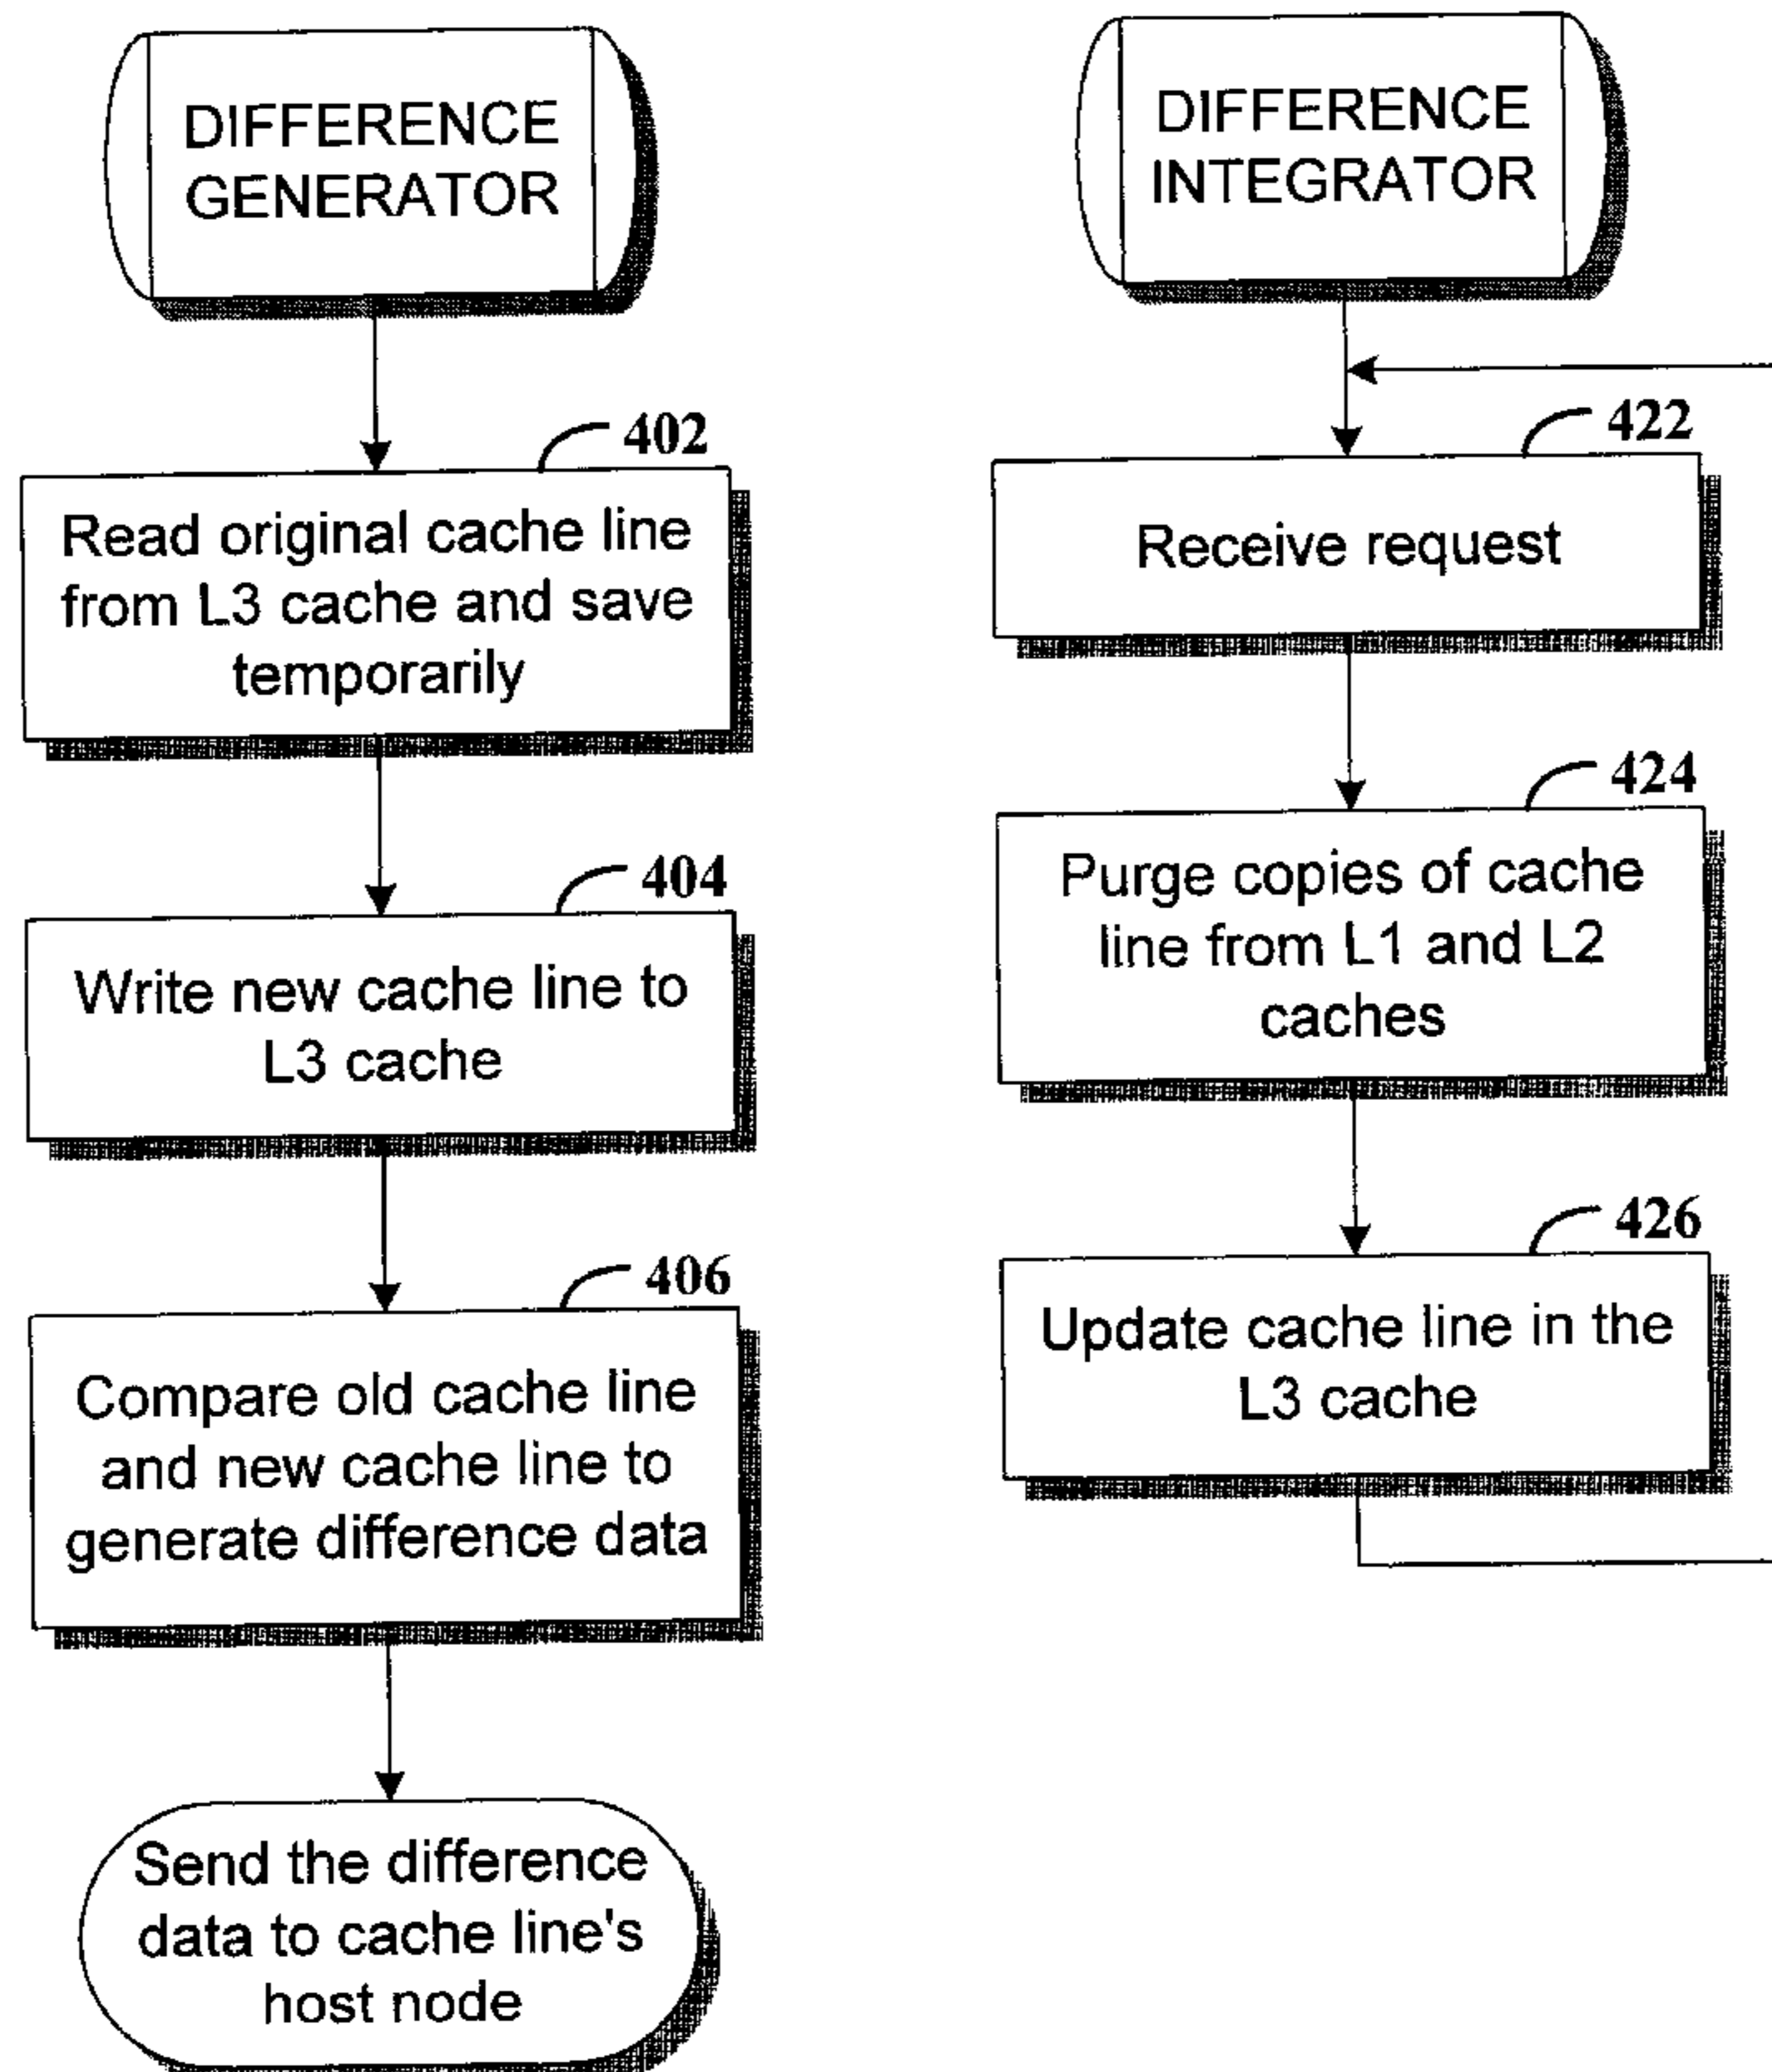 DIFFERENCE
GENERATOR
402
Read original cache line
from L3 cache and save
temporarily
404
Write new cache line to
L3 cache
406
Compare old cache line
and new cache line to
generate difference data
Send the difference
data to cache line's
host node
DIFFERENCE
INTEGRATOR
422
Receive request
424
Purge copies of cache
line from L1 and L2
caches
426
Update cache line in the
L3 cache